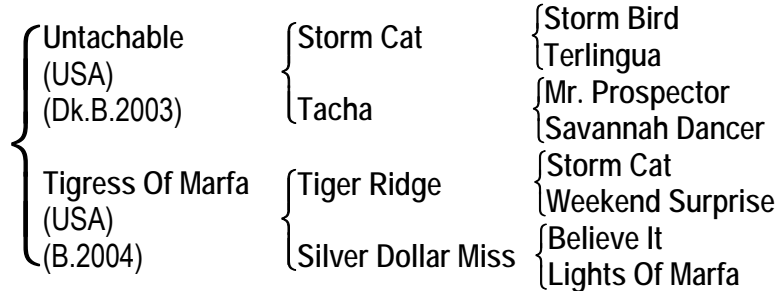 Untachable
(USA)
(Dk.B.2003)
Storm Cat
Storm Bird
Terlingua
Tacha
Mr. Prospector
Savannah Dancer
Tigress Of Marfa
(USA)
(B.2004)
Tiger Ridge
Storm Cat
Weekend Surprise
Silver Dollar Miss
Believe It
Lights Of Marfa